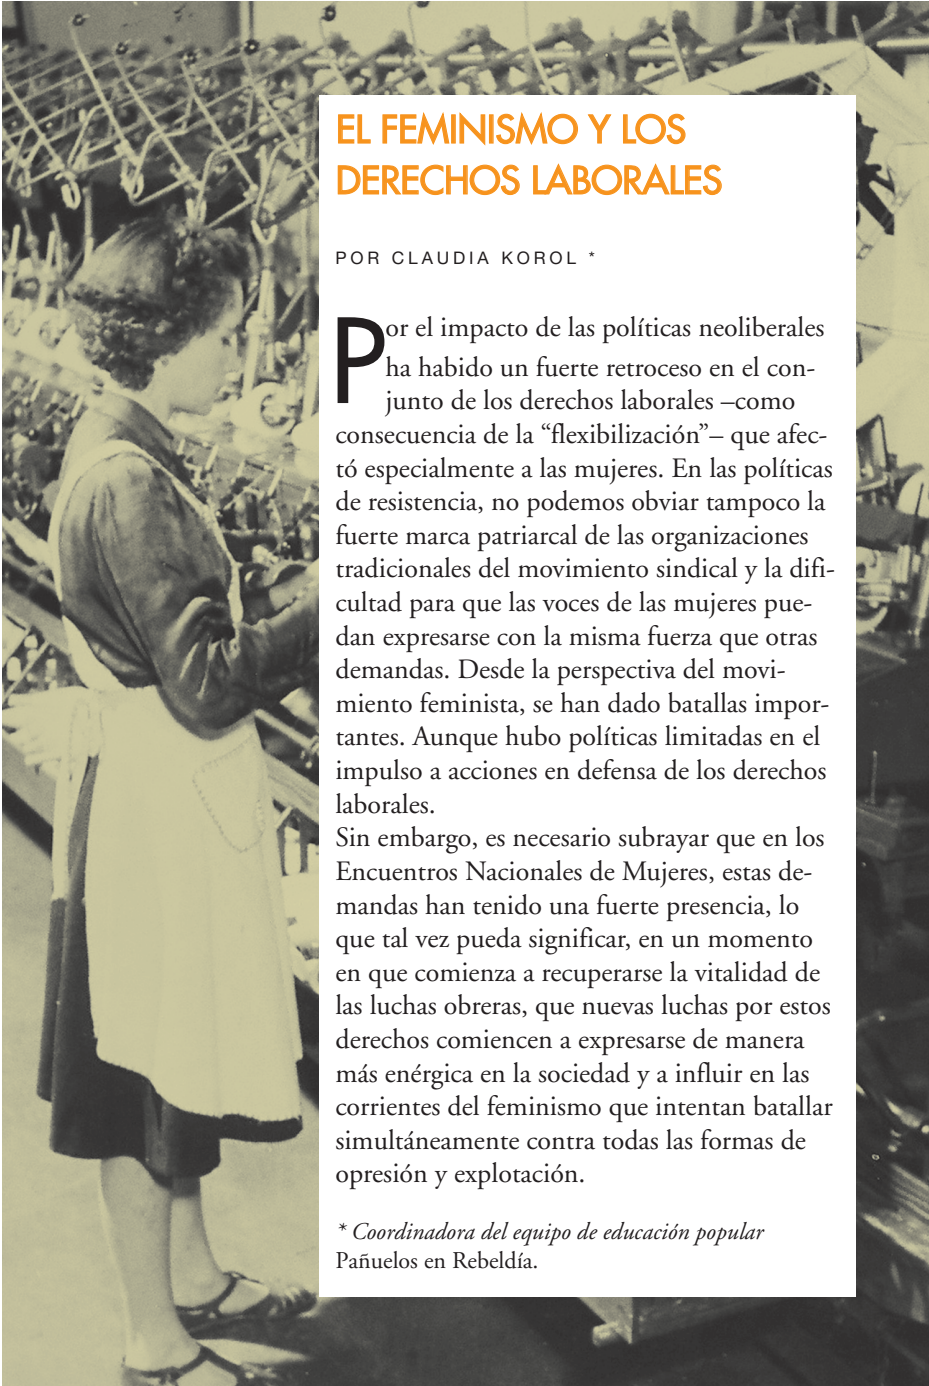 EL FEMINISMO Y LOS
DERECHOS LABORALES
POR CLAUDIA KOROL *
Por el impacto de las políticas neoliberales
ha habido un fuerte retroceso en el con-
junto de los derechos laborales –como
consecuencia de la “flexibilización”– que afec-
tó especialmente a las mujeres. En las políticas
de resistencia, no podemos obviar tampoco la
fuerte marca patriarcal de las organizaciones
tradicionales del movimiento sindical y la difi-
cultad para que las voces de las mujeres pue-
dan expresarse con la misma fuerza que otras
demandas. Desde la perspectiva del movi-
miento feminista, se han dado batallas impor-
tantes. Aunque hubo políticas limitadas en el
impulso a acciones en defensa de los derechos
laborales.
Sin embargo, es necesario subrayar que en los
Encuentros Nacionales de Mujeres, estas de-
mandas han tenido una fuerte presencia, lo
que tal vez pueda significar, en un momento
en que comienza a recuperarse la vitalidad de
las luchas obreras, que nuevas luchas por estos
derechos comiencen a expresarse de manera
más enérgica en la sociedad y a influir en las
corrientes del feminismo que intentan batallar
simultáneamente contra todas las formas de
opresión y explotación.
* Coordinadora del equipo de educación popular
Pañuelos en Rebeldía.